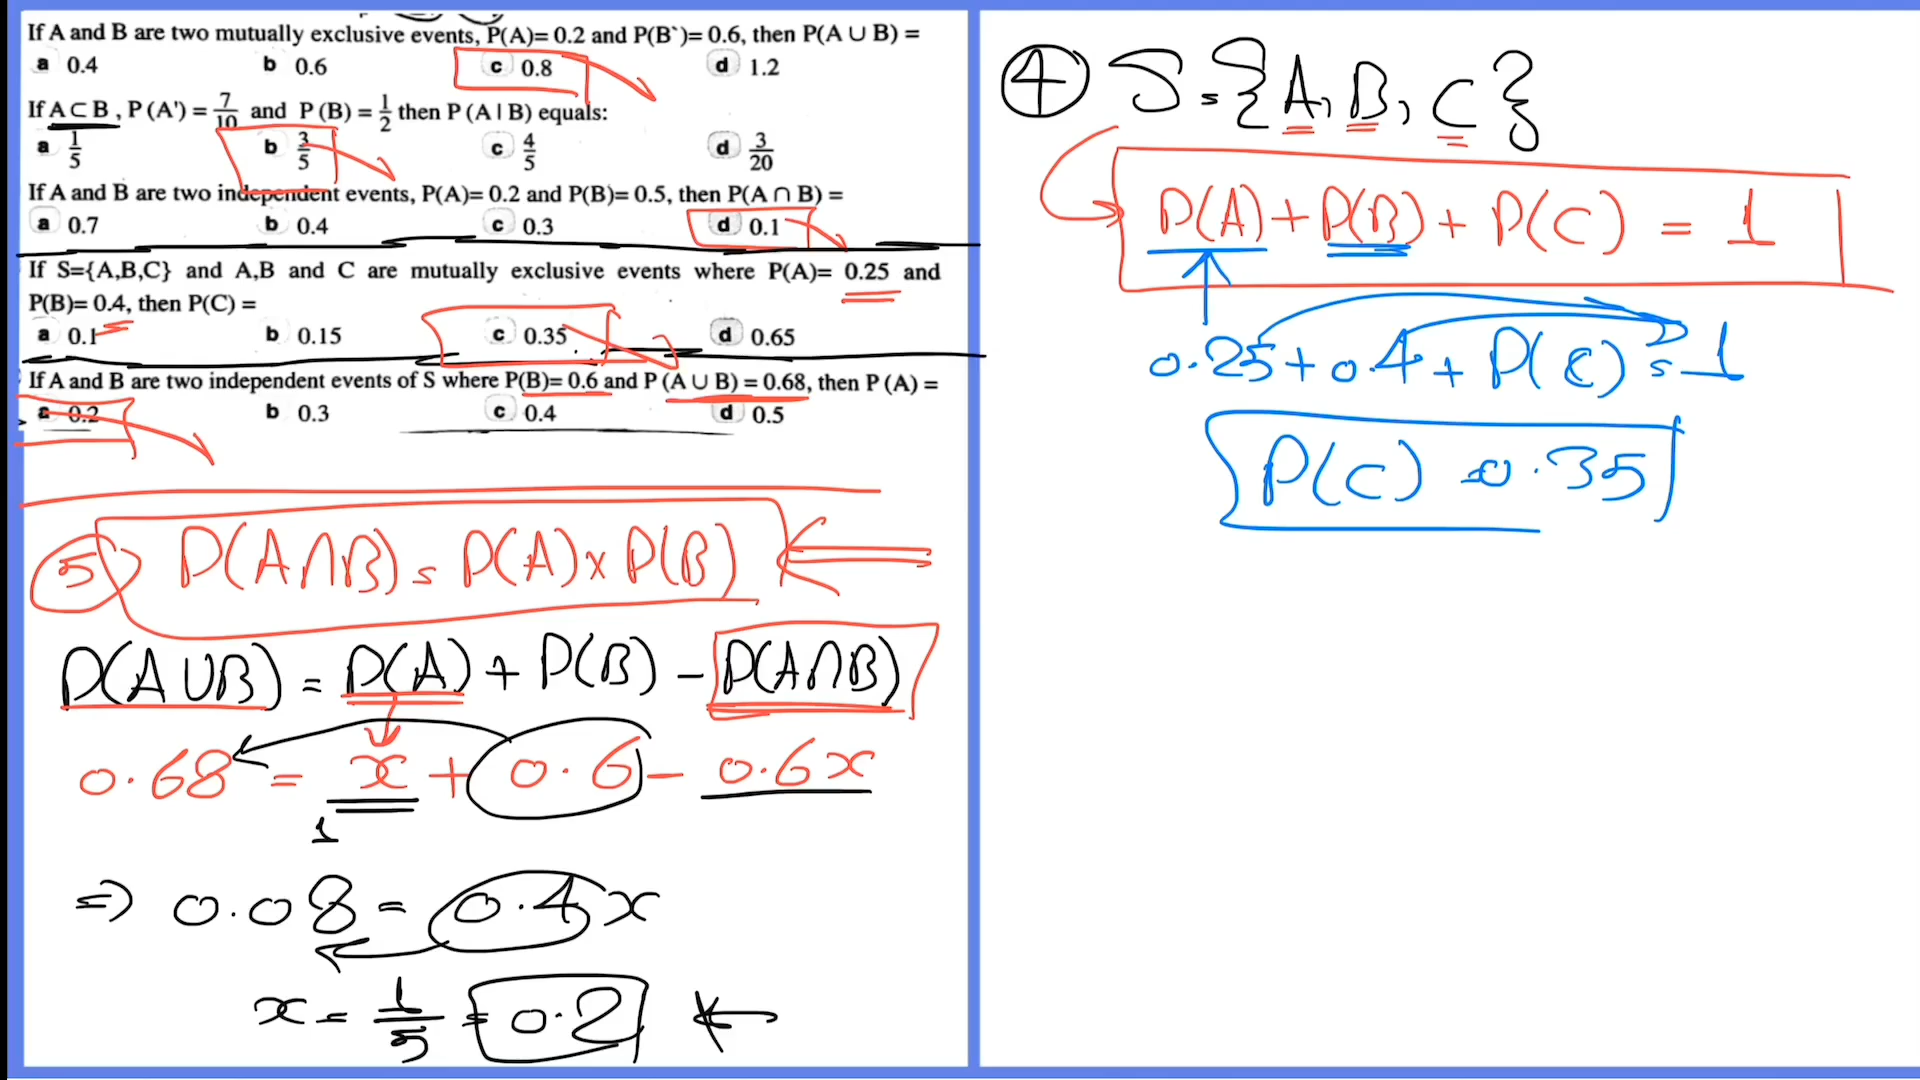 If A and B are two mutually exclusive events, P(A)= 0.2 and P(B`)= 0.6, then P(A ∪ B) =
a 0.4 b 0.6 c 0.8 d 1.2
If A ⊂ B , P (A') = 7/10 and P (B) = 1/2 then P (A | B) equals:
a 1/5 b 3/5 c 4/5 d 3/20
If A and B are two independent events, P(A)= 0.2 and P(B)= 0.5, then P(A ∩ B) =
a 0.7 b 0.4 c 0.3 d 0.1
If S={A,B,C} and A,B and C are mutually exclusive events where P(A)= 0.25 and
P(B)= 0.4, then P(C) =
a 0.1 b 0.15 c 0.35 d 0.65
If A and B are two independent events of S where P(B)= 0.6 and P (A ∪ B) = 0.68, then P (A) =
a 0.2 b 0.3 c 0.4 d 0.5
5 P(A∩B) = P(A) x P(B)
P(A∪B) = P(A) + P(B) - P(A∩B)
0.68 = x + 0.6 - 0.6x
1
⇒ 0.08 = 0.4x
x = 1/5 = 0.2
4 S = {A, B, C}
P(A) + P(B) + P(C) = 1
0.25 + 0.4 + P(C) = 1
P(C) = 0.35